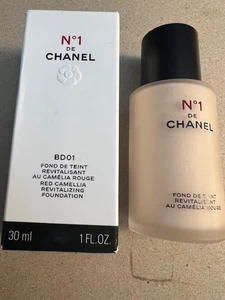 N°1
DE
CHANEL
BD01
FOND DE TEINT
REVITALISANT
AU CAMÉLIA ROUGE
RED CAMELLIA
REVITALIZING
FOUNDATION
30 ml
1 FL.OZ.
N°1
DE
CHANEL
FOND DE TEINT
REVITALISANT
AU CAMÉLIA ROUGE